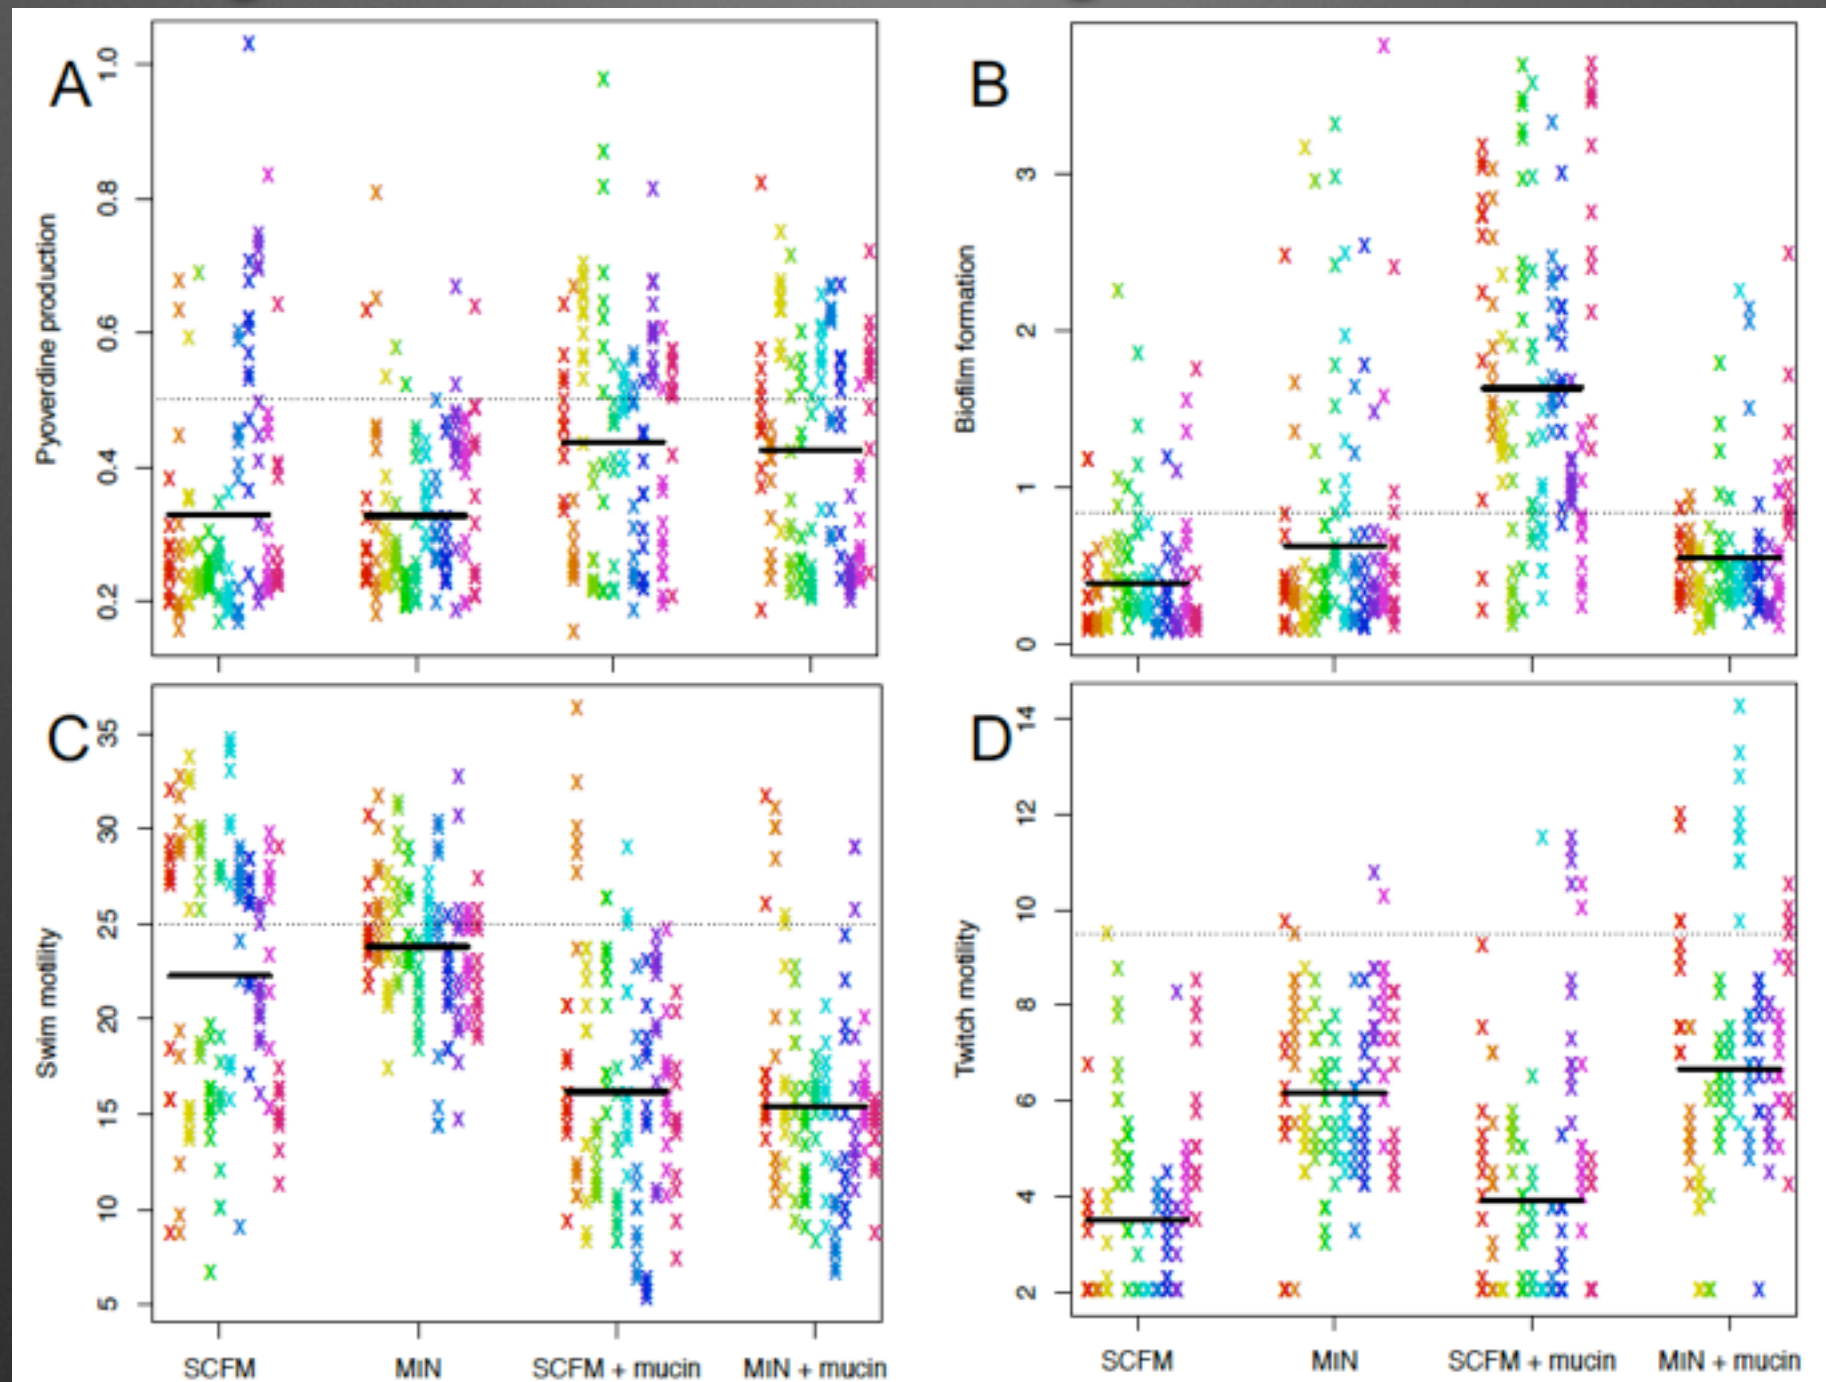 A
Pyoverdine production
1.0
0.8
0.6
0.4
0.2
B
Biofilm formation
3
2
1
0
C
Swim motility
35
30
25
20
15
10
5
SCFM MIN SCFM + mucin MIN + mucin
D
Twitch motility
14
12
10
8
6
4
2
SCFM MIN SCFM + mucin MIN + mucin